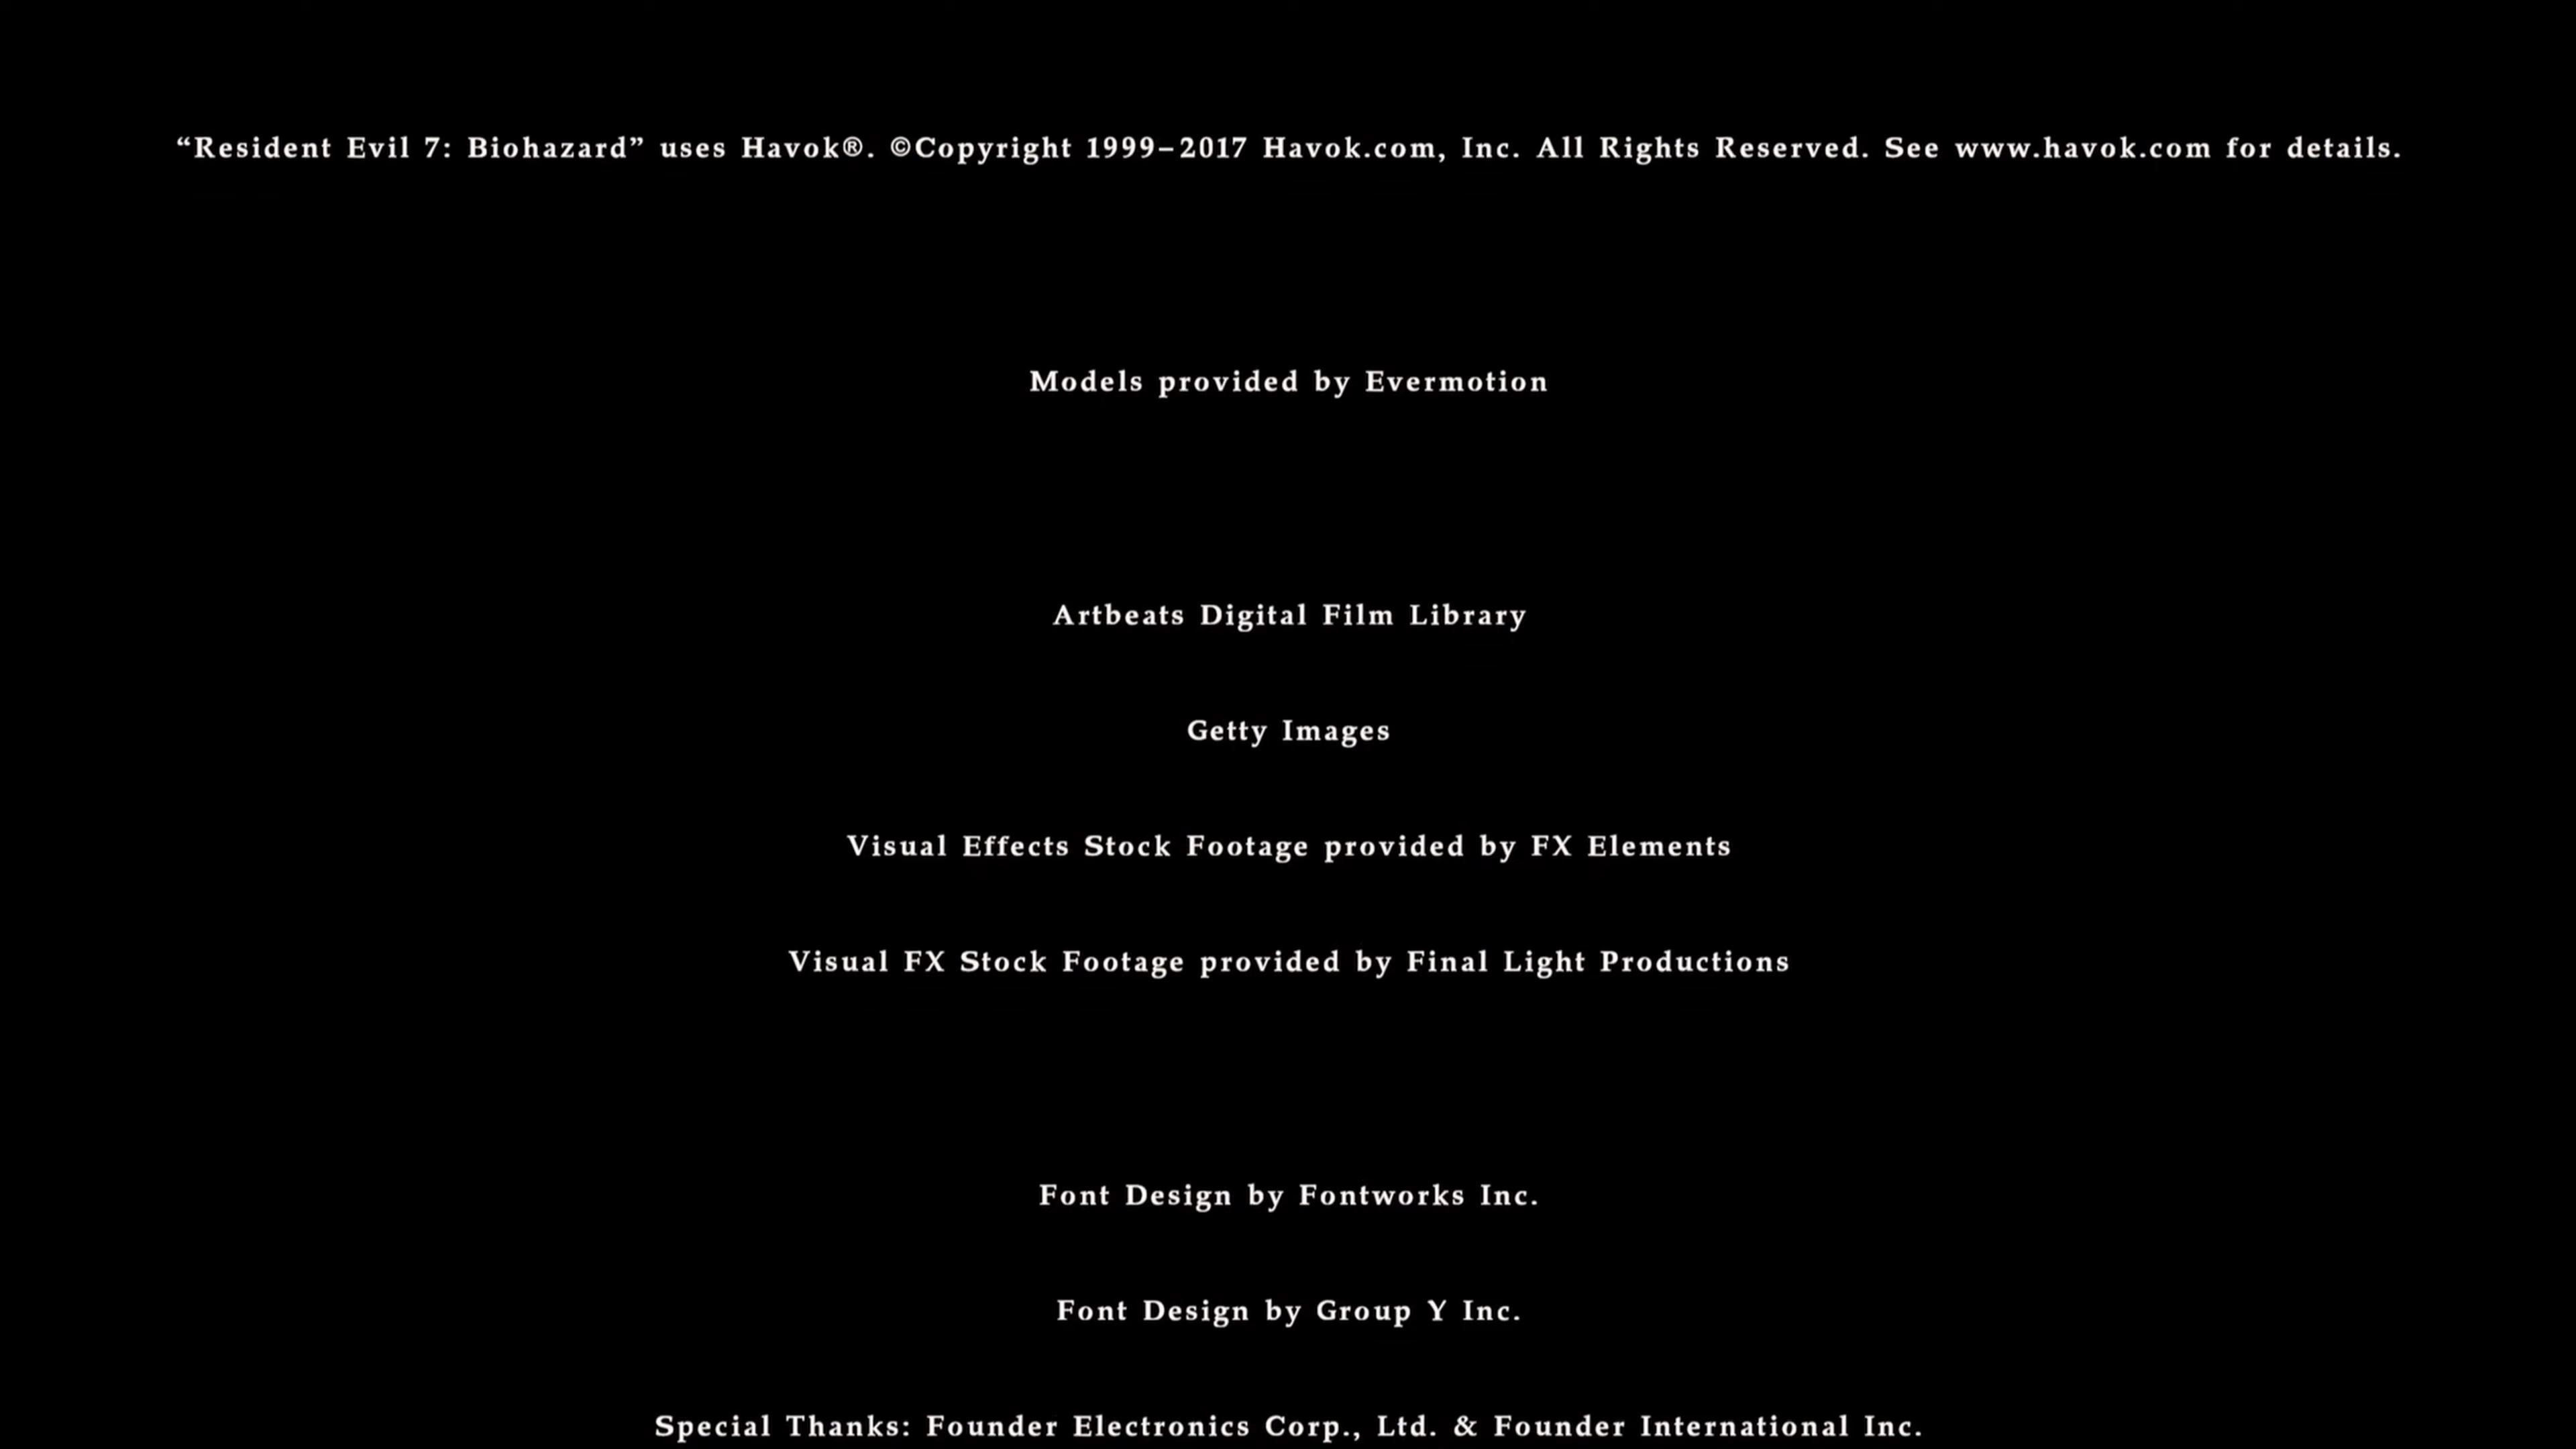 “Resident Evil 7: Biohazard” uses Havok®. ©Copyright 1999–2017 Havok.com, Inc. All Rights Reserved. See www.havok.com for details.
Models provided by Evermotion
Artbeats Digital Film Library
Getty Images
Visual Effects Stock Footage provided by FX Elements
Visual FX Stock Footage provided by Final Light Productions
Font Design by Fontworks Inc.
Font Design by Group Y Inc.
Special Thanks: Founder Electronics Corp., Ltd. & Founder International Inc.